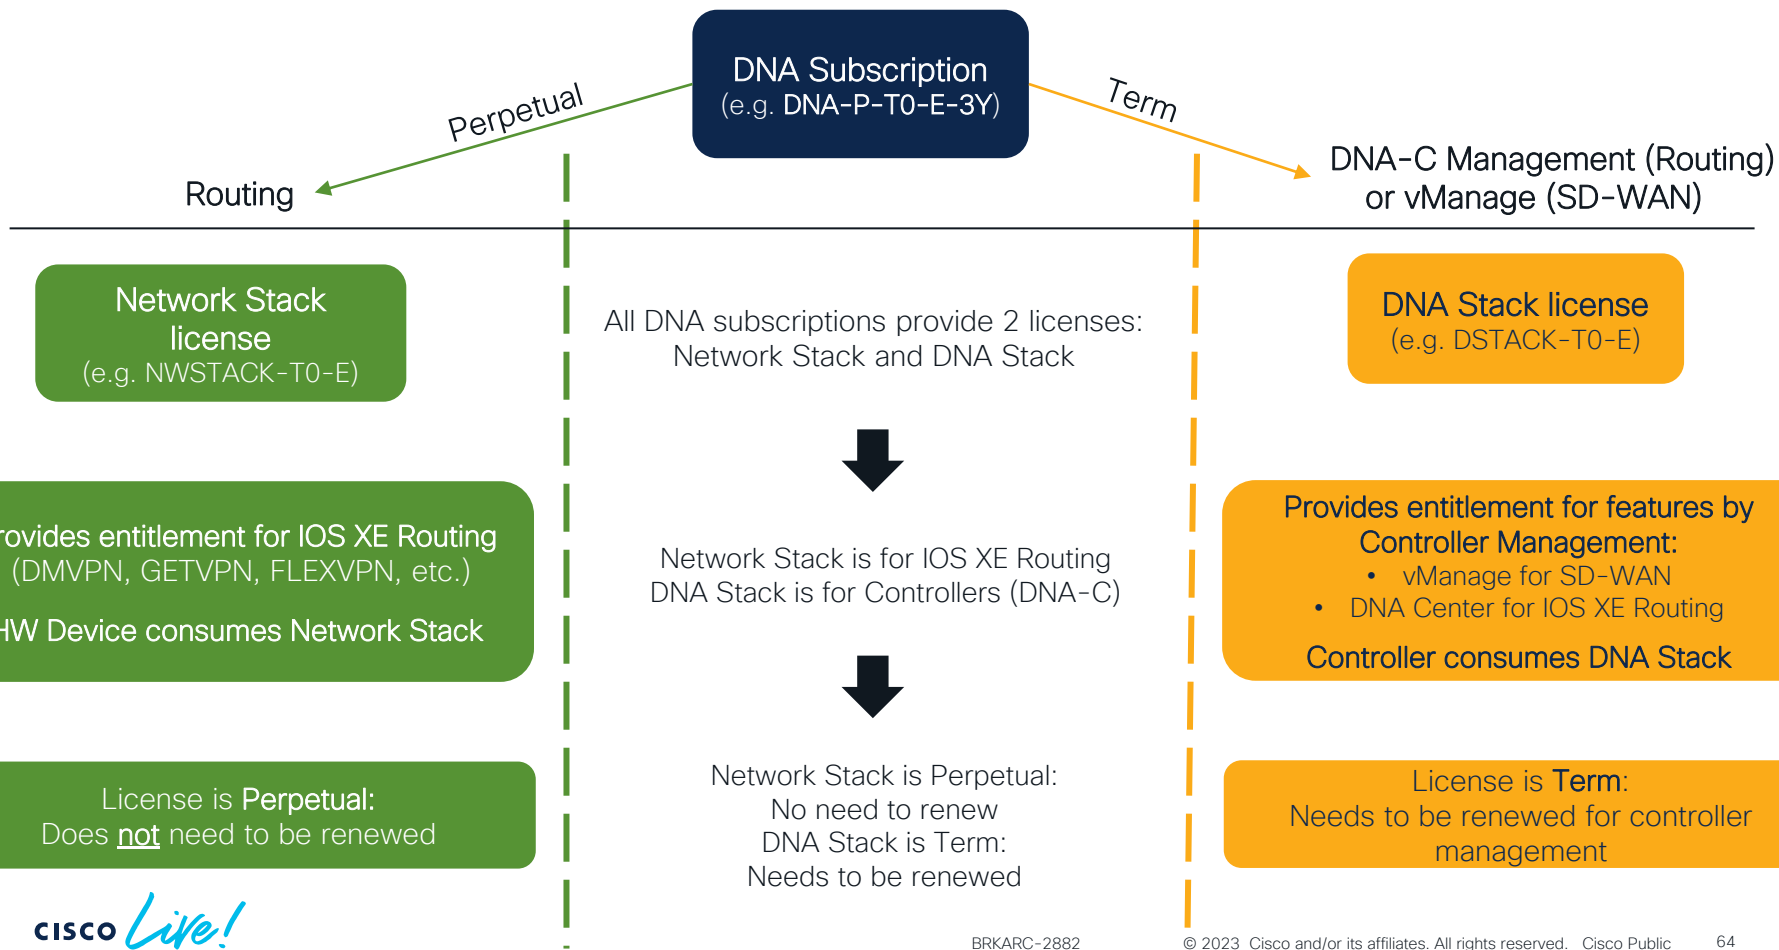 DNA Subscription
(e.g. DNA-P-T0-E-3Y)
Perpetual
Term
Routing
DNA-C Management (Routing)
or vManage (SD-WAN)
Network Stack
license
(e.g. NWSTACK-T0-E)
All DNA subscriptions provide 2 licenses:
Network Stack and DNA Stack
DNA Stack license
(e.g. DSTACK-T0-E)
rovides entitlement for IOS XE Routing
(DMVPN, GETVPN, FLEXVPN, etc.)
HW Device consumes Network Stack
Network Stack is for IOS XE Routing
DNA Stack is for Controllers (DNA-C)
Provides entitlement for features by
Controller Management:
• vManage for SD-WAN
• DNA Center for IOS XE Routing
Controller consumes DNA Stack
License is Perpetual:
Does not need to be renewed
Network Stack is Perpetual:
No need to renew
DNA Stack is Term:
Needs to be renewed
License is Term:
Needs to be renewed for controller
management
CISCO Live!
BRKARC-2882
© 2023 Cisco and/or its affiliates. All rights reserved. Cisco Public
64